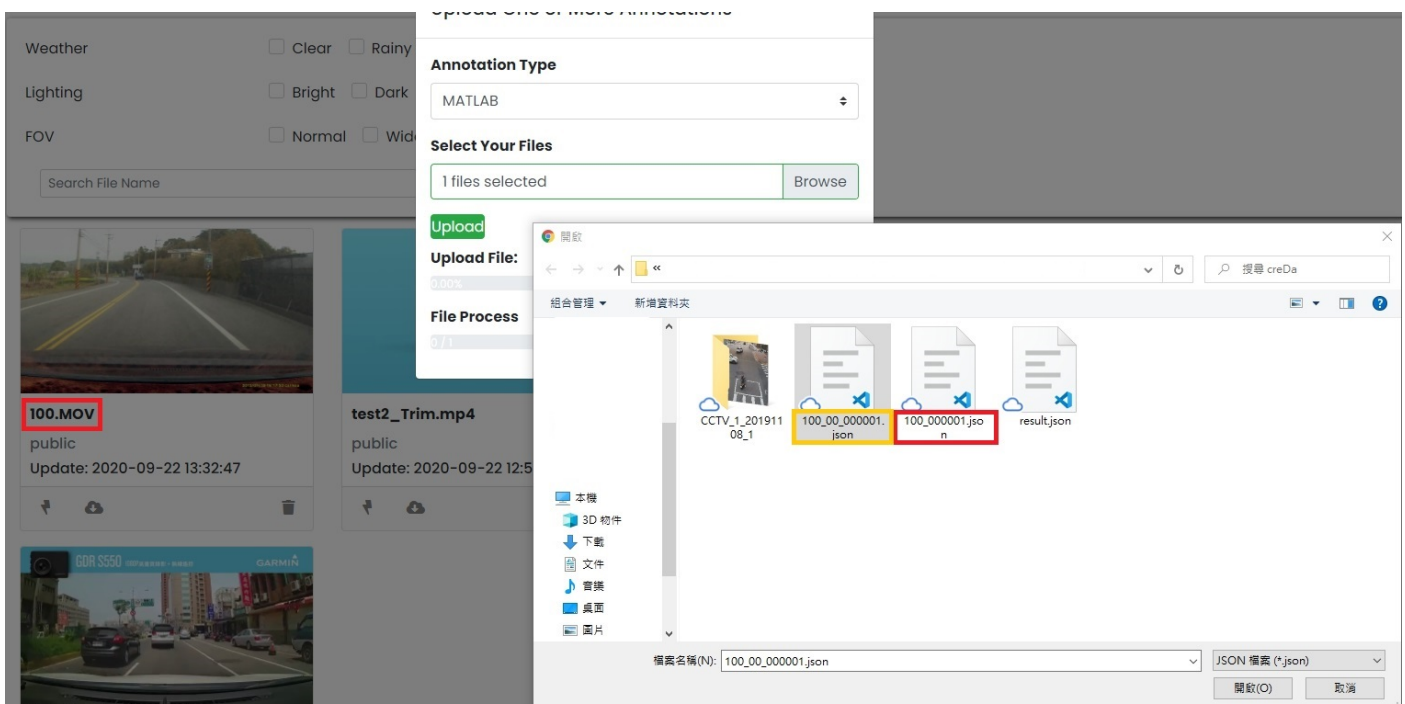 Upload One or More Annotations
Weather
Clear
Rainy
Annotation Type
Lighting
Bright
Dark
MATLAB
FOV
Normal
Wide
Select Your Files
Search File Name
1 files selected
Browse
Upload
Upload File:
0.00%
File Process
0 / 1
開啟
«
搜尋 creDa
組合管理
新增資料夾
CCTV_1_201911
08_1
100_00_000001.
json
100_000001.jso
n
result.json
本機
3D 物件
下載
文件
音樂
桌面
圖片
檔案名稱(N):
100_00_000001.json
JSON 檔案 (*.json)
開啟(O)
取消
100.MOV
public
Update: 2020-09-22 13:32:47
test2_Trim.mp4
public
Update: 2020-09-22 12:5
GDR S550
GARMIN